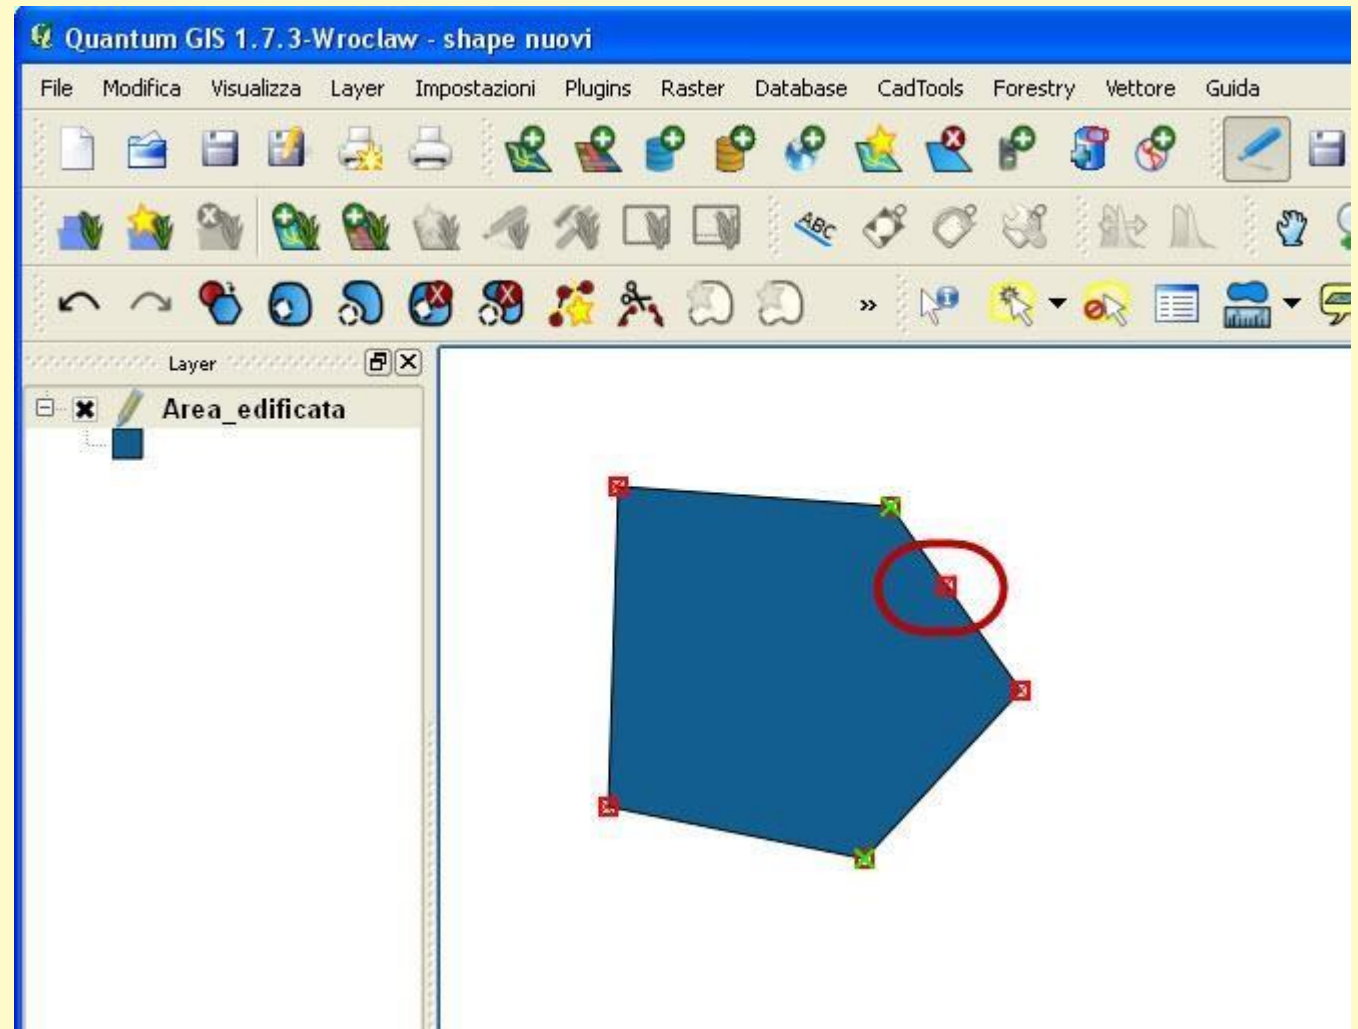 Quantum GIS 1.7.3-Wroclaw - shape nuovi
File Modifica Visualizza Layer Impostazioni Plugins Raster Database CadTools Forestry Vettore Guida
ABC
»
Layer
Area_edificata